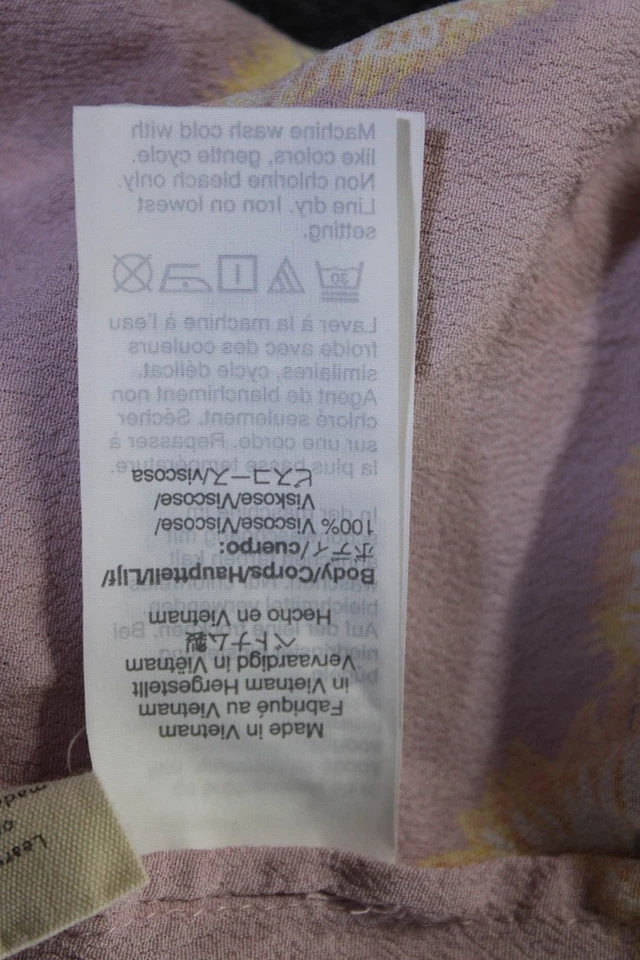 Machine wash cold with
like colors, gentle cycle.
Non chlorine bleach only.
Line dry. Iron on lowest
setting.
30
Laver à la machine à l'eau
froide avec des couleurs
similaires, cycle délicat.
Agent de blanchiment non
chloré seulement. Sécher
sur une corde. Repasser à
la plus basse température.
Made in Vietnam
Fabriqué au Vietnam
in Vietnam Hergestellt
Vervaardigd in Viëtnam
ベトナム製
Hecho en Vietnam
Body/Corps/Hauptteil/Lijf/
ボディ/cuerpo:
100% Viscose/Viscose/
Viskose/Viscose/
ビスコース/viscosa